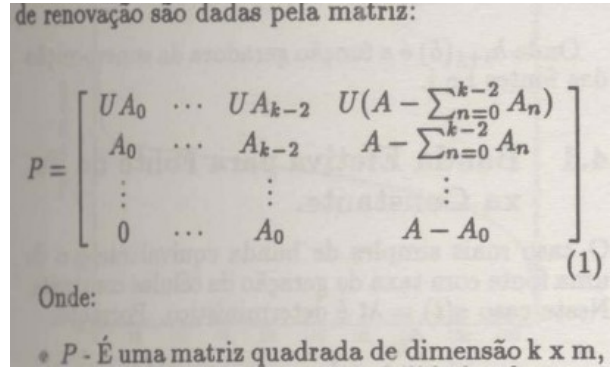 de renovação são dadas pela matriz:
P = [ UA_0 ⋯ UA_{k-2} U(A - ∑_{n=0}^{k-2} A_n)
A_0 ⋯ A_{k-2} A - ∑_{n=0}^{k-2} A_n
⋮ ⋮ ⋮
0 ⋯ A_0 A - A_0 ]
(1)
Onde:
• P - É uma matriz quadrada de dimensão k x m,